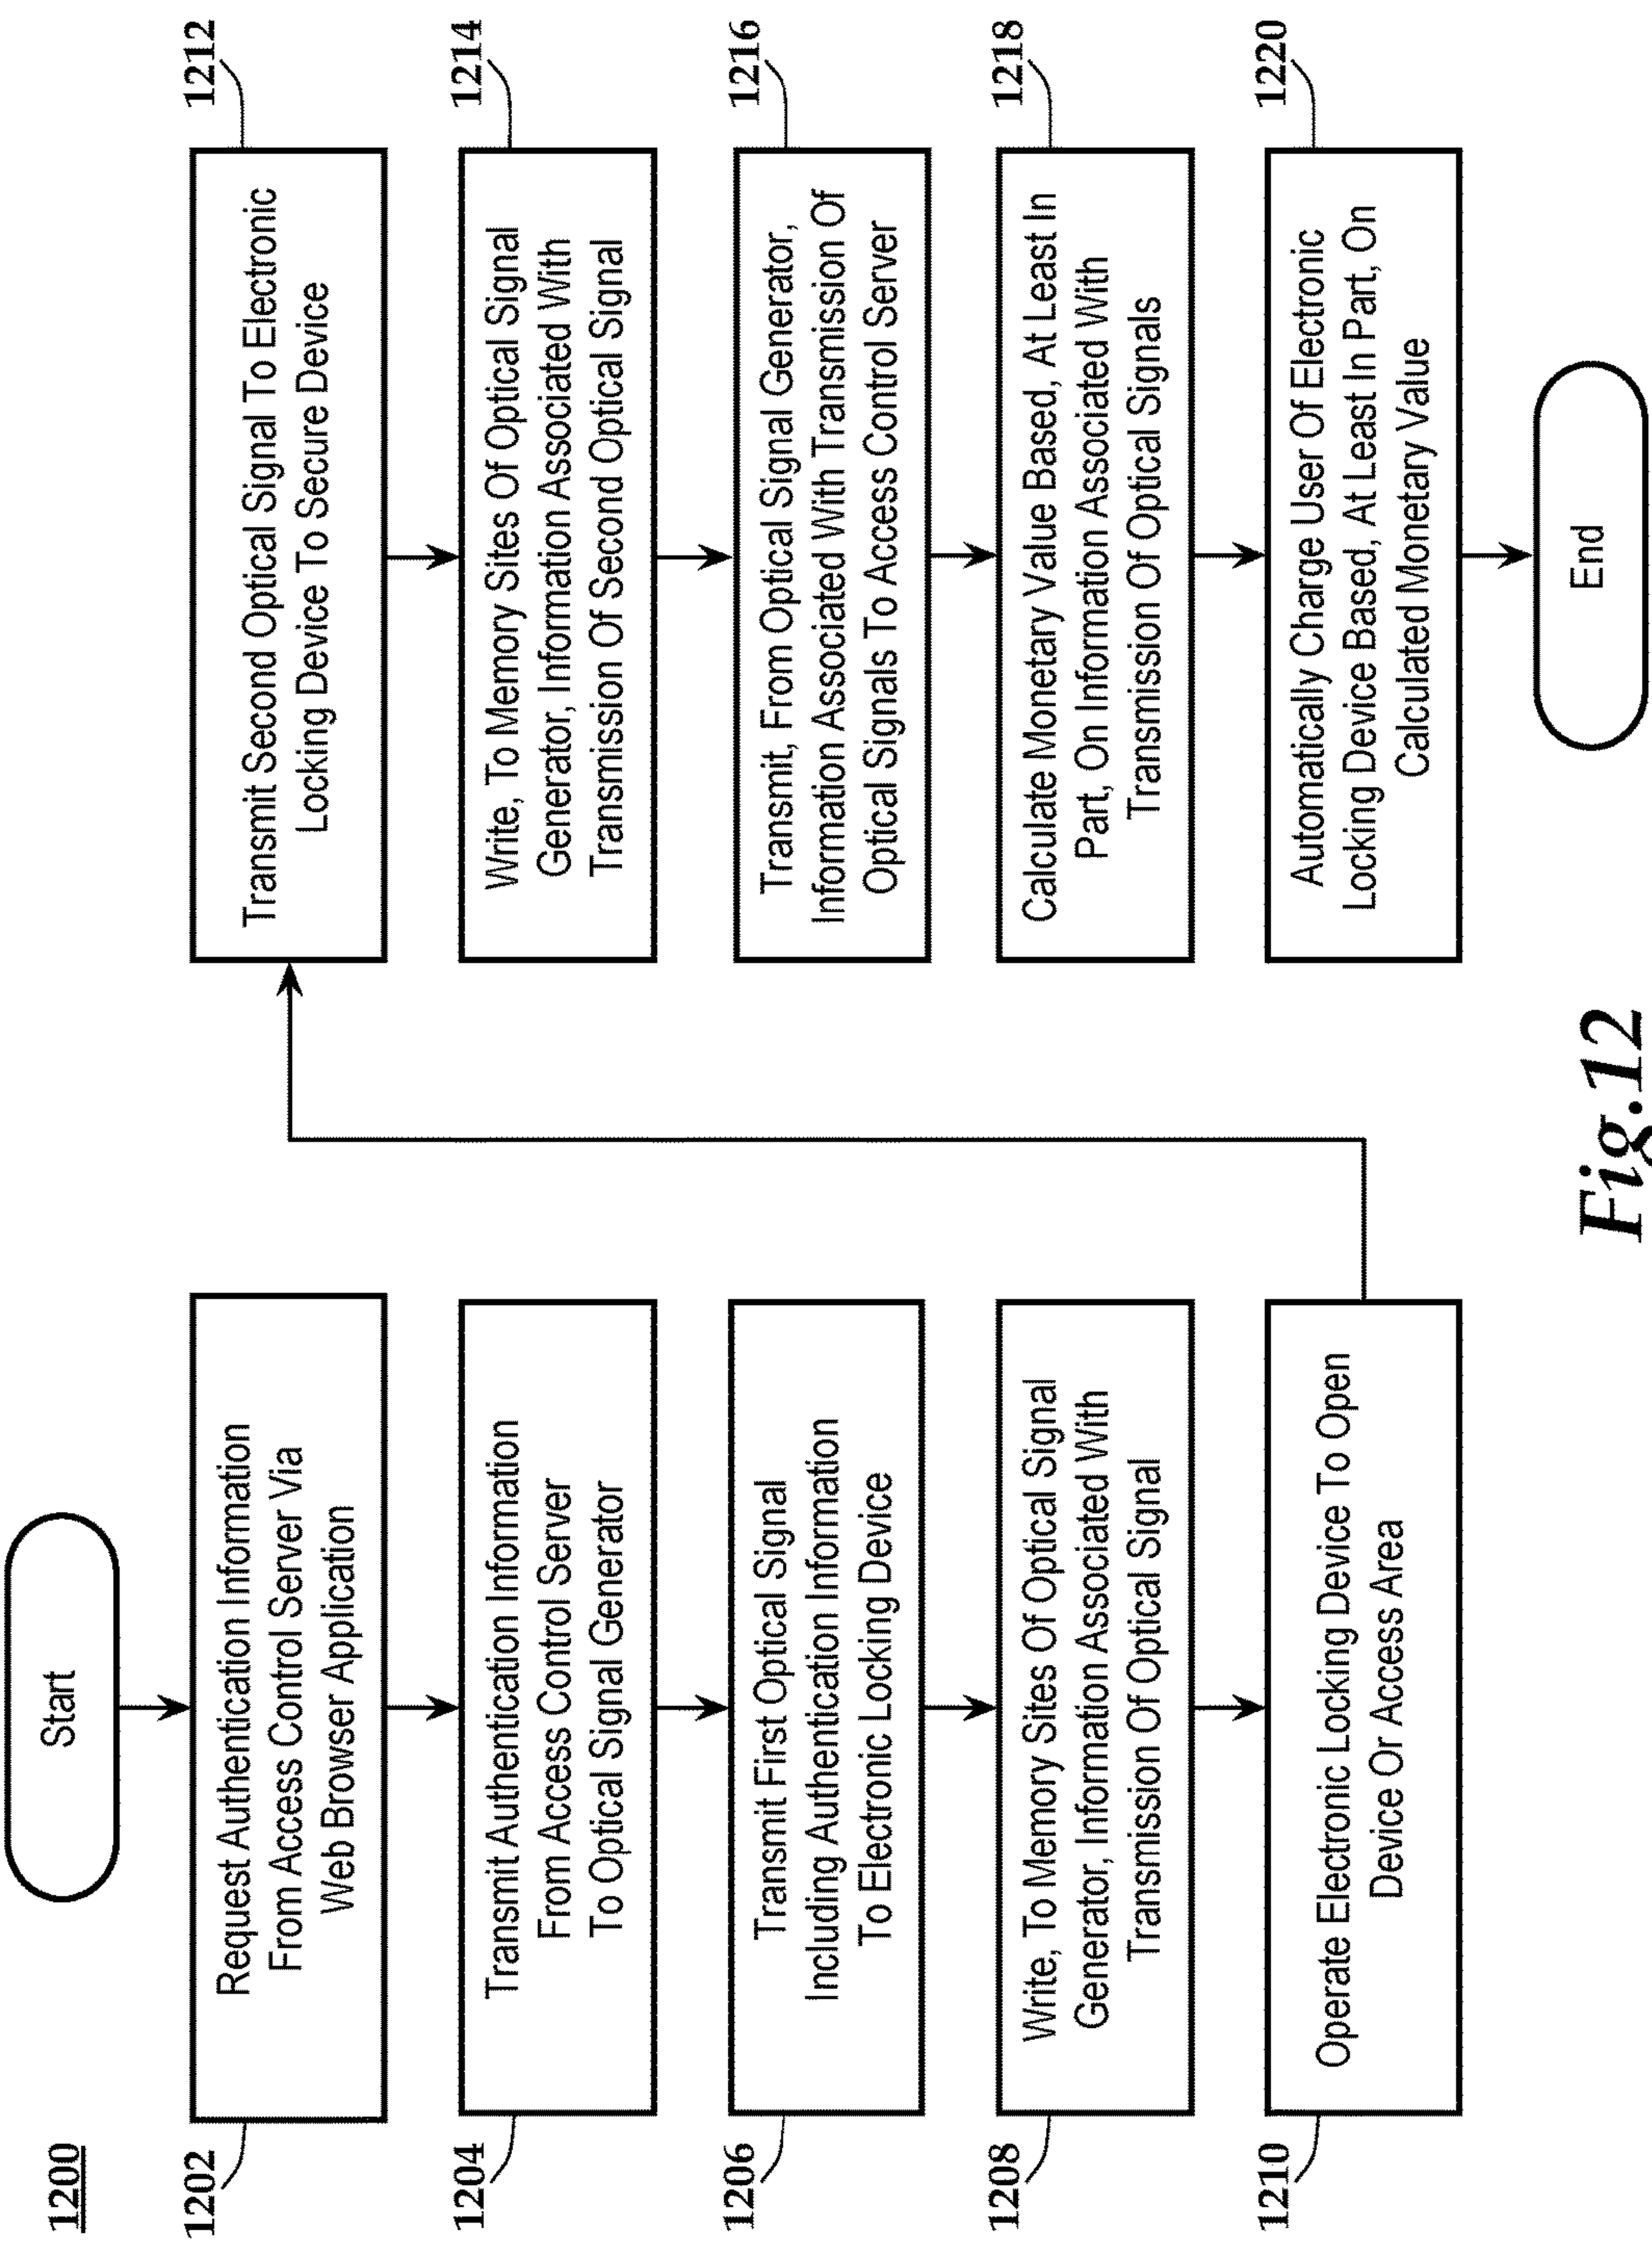 1200
Start
1202
Request Authentication Information
From Access Control Server Via
Web Browser Application
1204
Transmit Authentication Information
From Access Control Server
To Optical Signal Generator
1206
Transmit First Optical Signal
Including Authentication Information
To Electronic Locking Device
1208
Write, To Memory Sites Of Optical Signal
Generator, Information Associated With
Transmission Of Optical Signal
1210
Operate Electronic Locking Device To Open
Device Or Access Area
1212
Transmit Second Optical Signal To Electronic
Locking Device To Secure Device
1214
Write, To Memory Sites Of Optical Signal
Generator, Information Associated With
Transmission Of Second Optical Signal
1216
Transmit, From Optical Signal Generator,
Information Associated With Transmission Of
Optical Signals To Access Control Server
1218
Calculate Monetary Value Based, At Least In
Part, On Information Associated With
Transmission Of Optical Signals
1220
Automatically Charge User Of Electronic
Locking Device Based, At Least In Part, On
Calculated Monetary Value
End
Fig.12